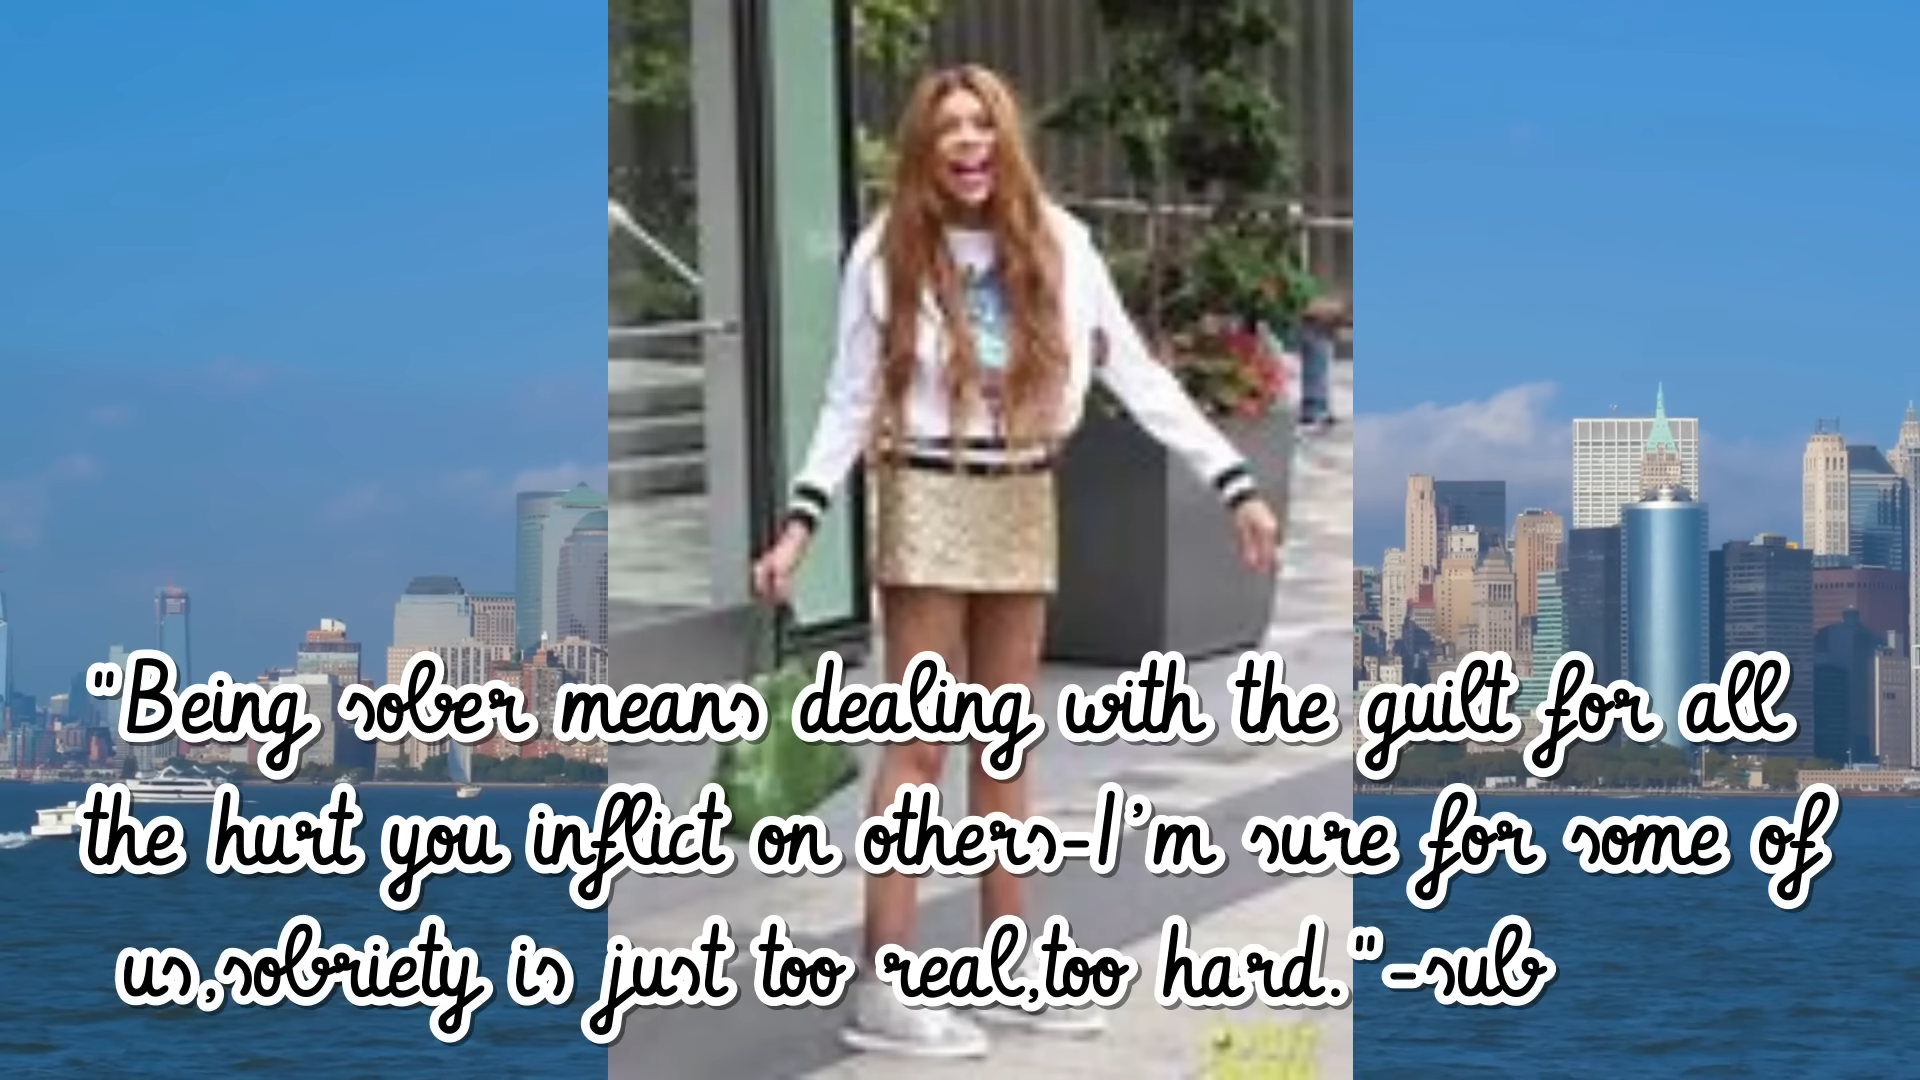 "Being sober means dealing with the guilt for all
the hurt you inflict on others-I'm sure for some of
us,sobriety is just too real,too hard."-sub